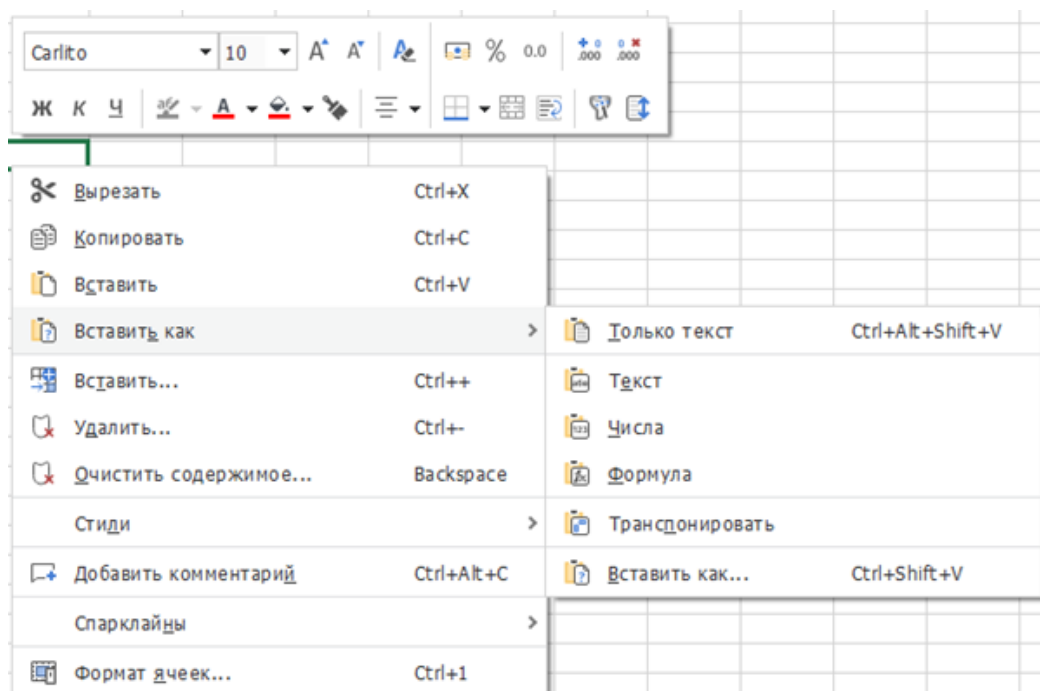 Carlito 10 % 0.0
Ж К Ч
Вырезать Ctrl+X
Копировать Ctrl+C
Вставить Ctrl+V
Вставить как
Только текст Ctrl+Alt+Shift+V
Вставить... Ctrl++
Текст
Удалить... Ctrl+-
Числа
Очистить содержимое... Backspace
Формула
Стили
Транспонировать
Добавить комментарий Ctrl+Alt+C
Вставить как... Ctrl+Shift+V
Спарклайны
Формат ячеек... Ctrl+1